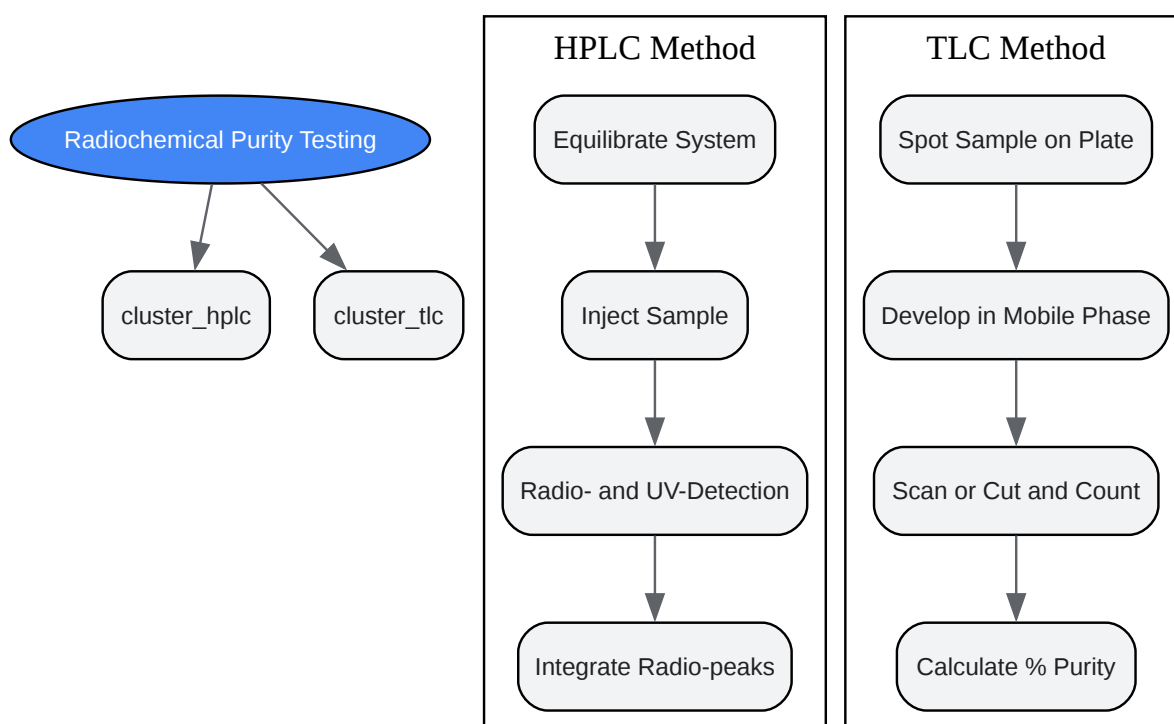 Radiochemical Purity Testing
cluster_hplc
cluster_tlc
HPLC Method
Equilibrate System
Inject Sample
Radio- and UV-Detection
Integrate Radio-peaks
TLC Method
Spot Sample on Plate
Develop in Mobile Phase
Scan or Cut and Count
Calculate % Purity